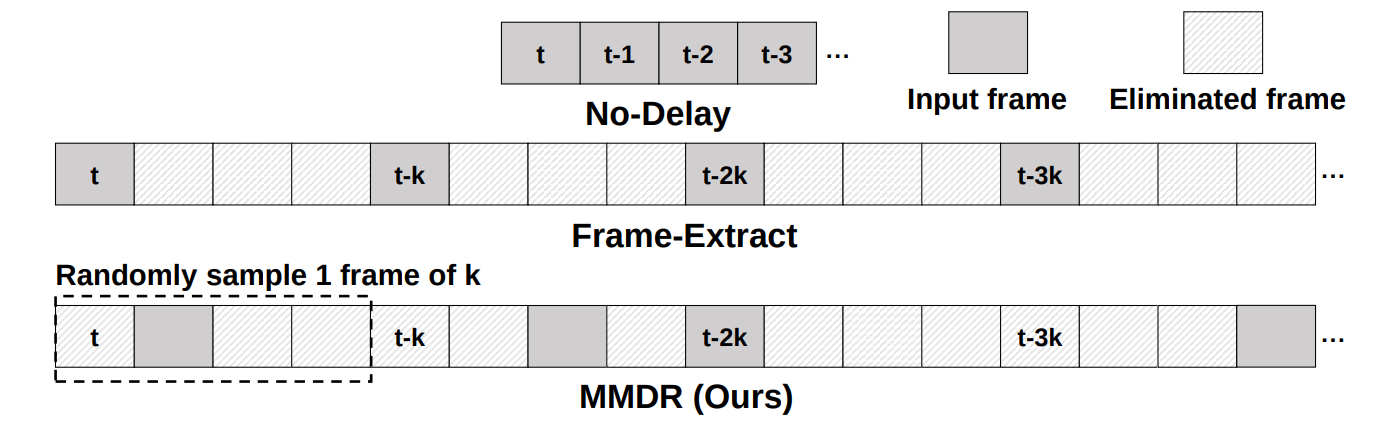 t t-1 t-2 t-3 ...
Input frame Eliminated frame
No-Delay
t t-k t-2k t-3k ...
Frame-Extract
Randomly sample 1 frame of k
t t-k t-2k t-3k ...
MMDR (Ours)